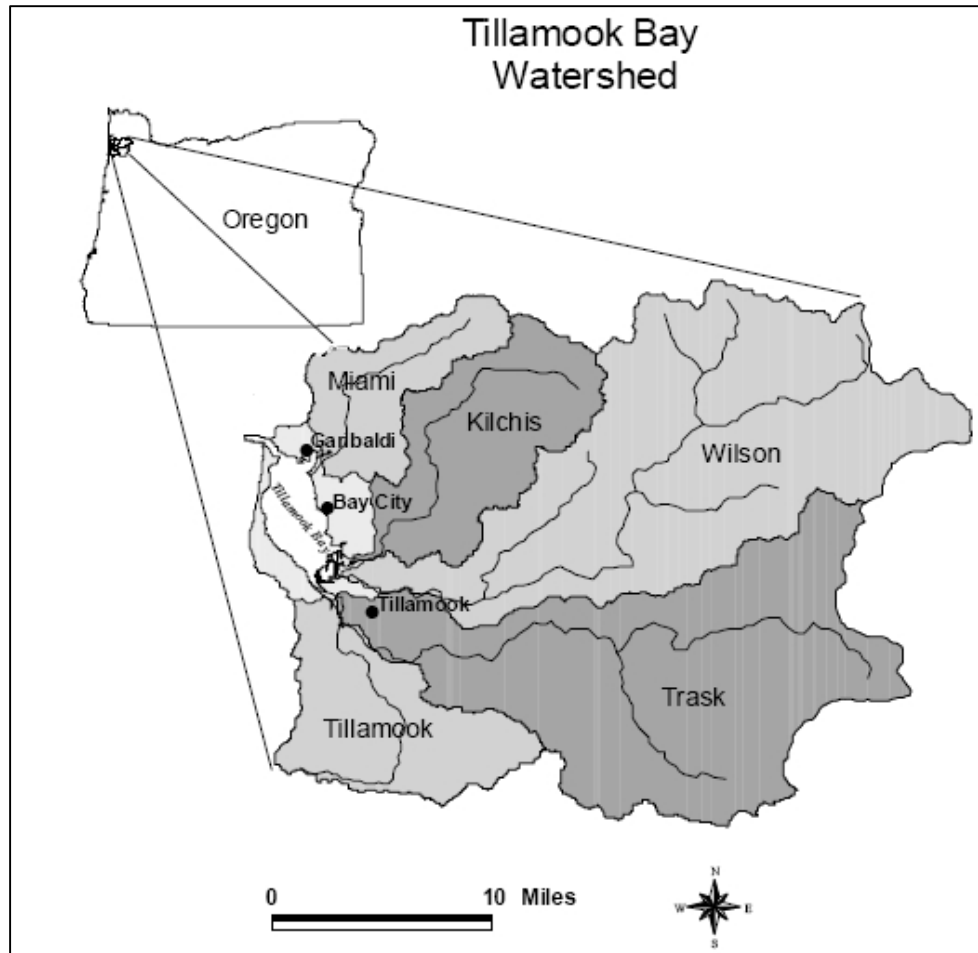 Tillamook Bay
Watershed
Oregon
Miami
Kilchis
Garibaldi
Wilson
Bay City
Tillamook Bay
Tillamook
Trask
Tillamook
0 10 Miles
N
W E
S